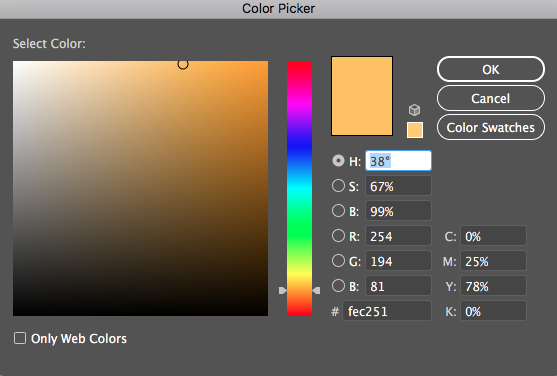 Color Picker
Select Color:
OK
Cancel
Color Swatches
H: 38°
S: 67%
B: 99%
R: 254 C: 0%
G: 194 M: 25%
B: 81 Y: 78%
# fec251 K: 0%
Only Web Colors